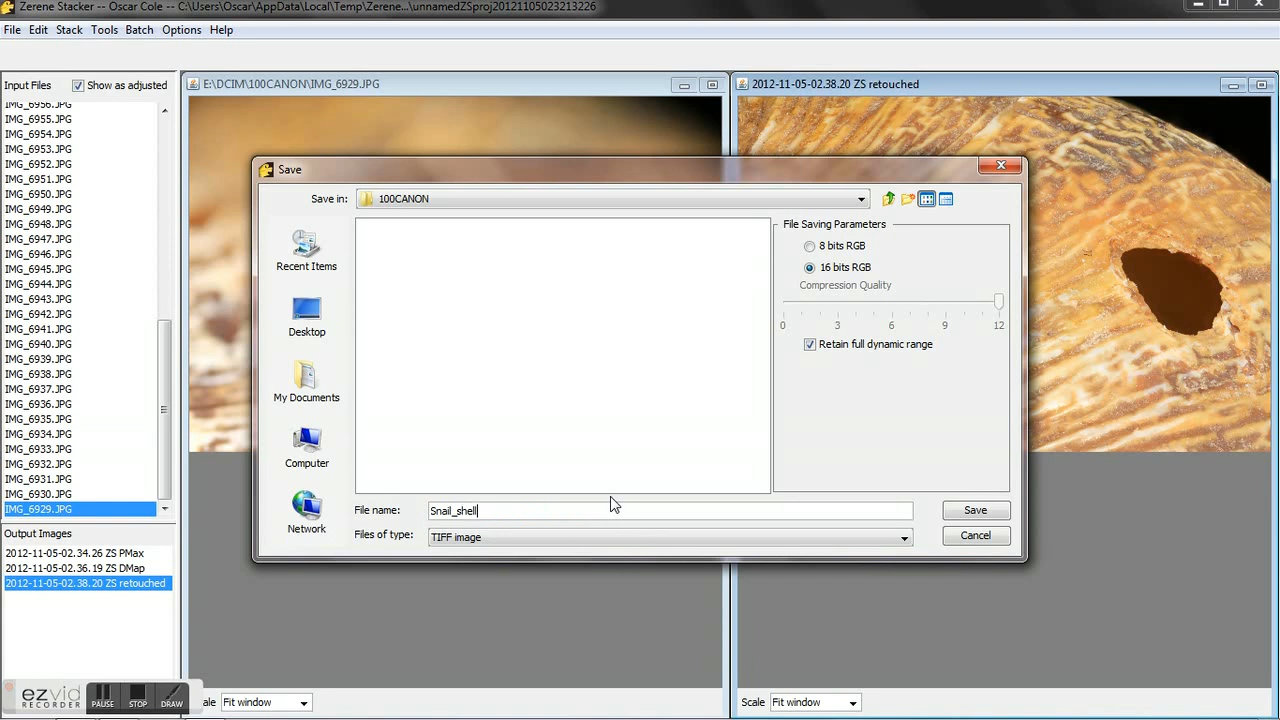 Zerene Stacker -- Oscar Cole -- C:\Users\Oscar\AppData\Local\Temp\Zerene...\unnamedZSproj20121105023213226
File Edit Stack Tools Batch Options Help
Input Files Show as adjusted
IMG_6956.JPG
IMG_6955.JPG
IMG_6954.JPG
IMG_6953.JPG
IMG_6952.JPG
IMG_6951.JPG
IMG_6950.JPG
IMG_6949.JPG
IMG_6948.JPG
IMG_6947.JPG
IMG_6946.JPG
IMG_6945.JPG
IMG_6944.JPG
IMG_6943.JPG
IMG_6942.JPG
IMG_6941.JPG
IMG_6940.JPG
IMG_6939.JPG
IMG_6938.JPG
IMG_6937.JPG
IMG_6936.JPG
IMG_6935.JPG
IMG_6934.JPG
IMG_6933.JPG
IMG_6932.JPG
IMG_6931.JPG
IMG_6930.JPG
IMG_6929.JPG
Output Images
2012-11-05-02.34.26 ZS PMax
2012-11-05-02.36.19 ZS DMap
2012-11-05-02.38.20 ZS retouched
E:\DCIM\100CANON\IMG_6929.JPG
2012-11-05-02.38.20 ZS retouched
Save
Save in: 100CANON
Recent Items
Desktop
My Documents
Computer
Network
File Saving Parameters
8 bits RGB
16 bits RGB
Compression Quality
0 3 6 9 12
Retain full dynamic range
File name: Snail_shell
Save
Files of type: TIFF image
Cancel
ezvid
RECORDER
PAUSE STOP DRAW
ale Fit window
Scale Fit window